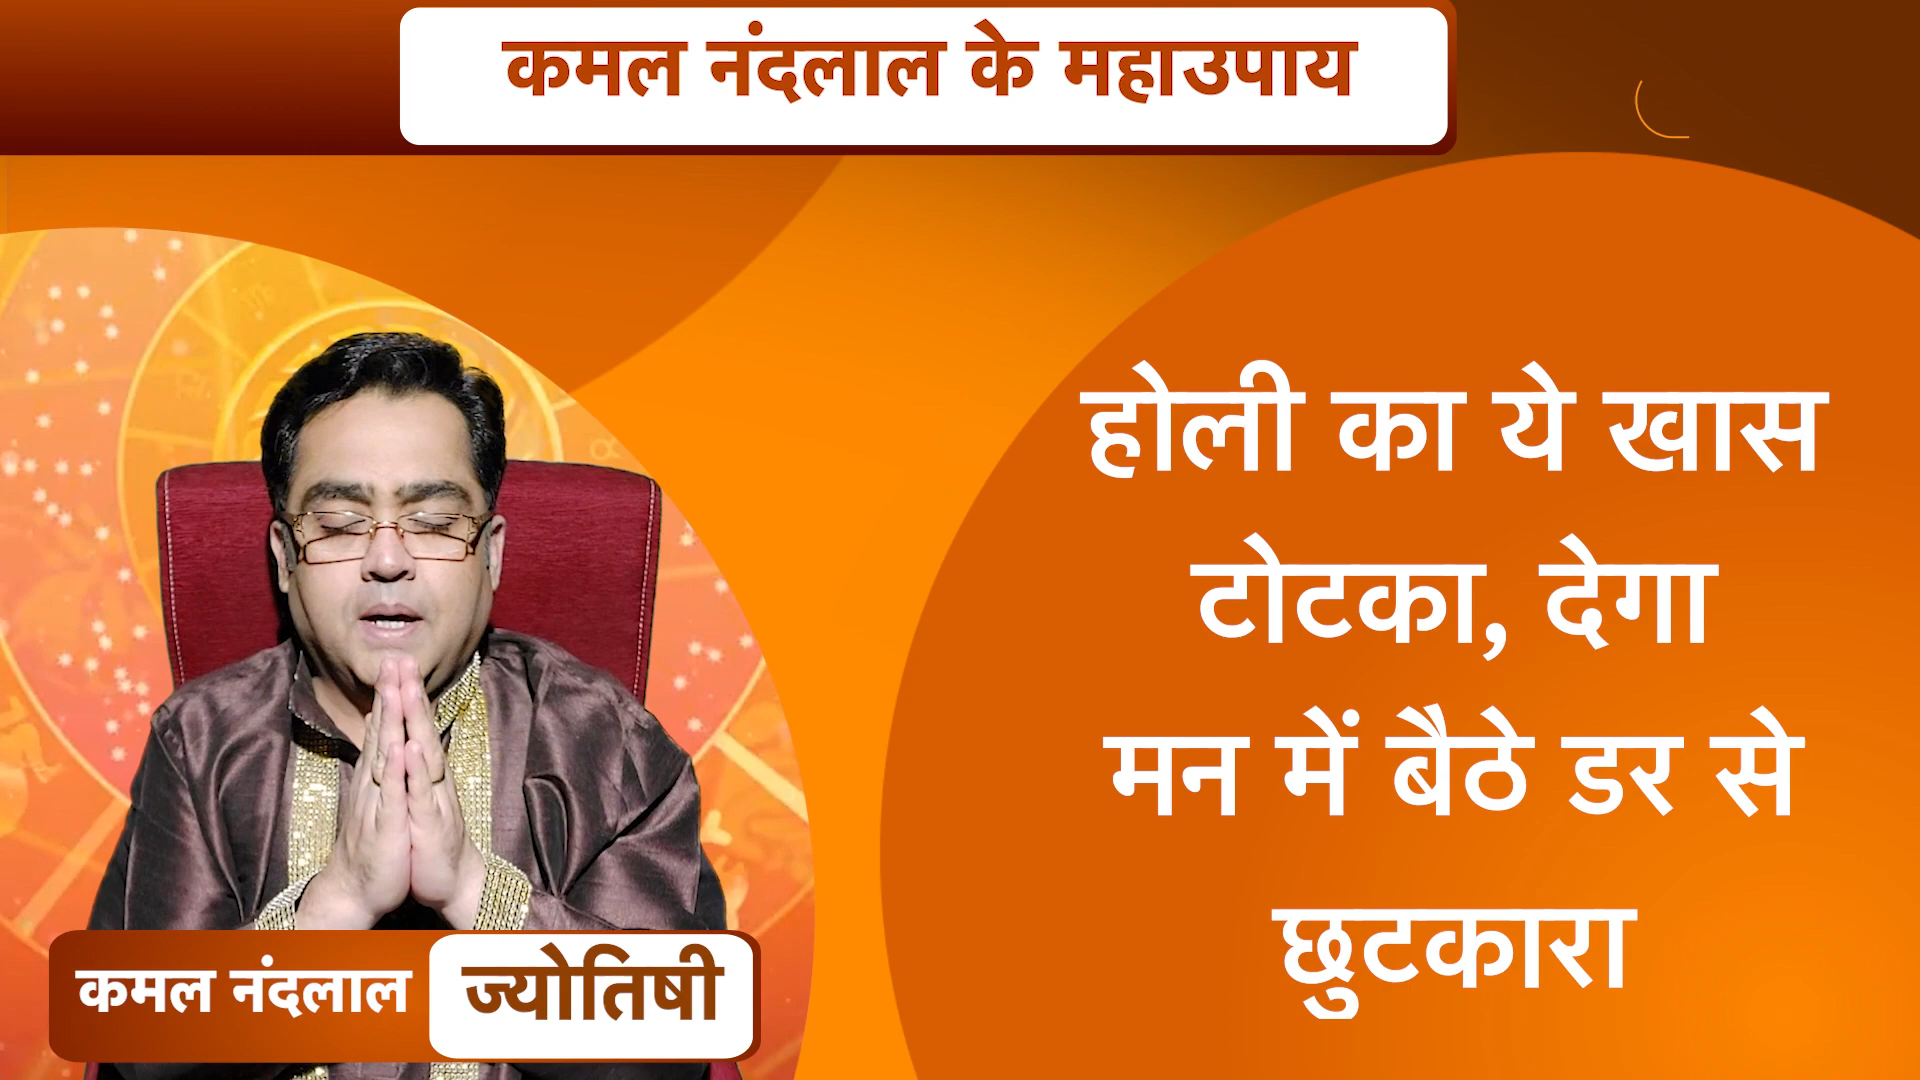 कमल नंदलाल के महाउपाय
होली का ये खास
टोटका, देगा
मन में बैठे डर से
छुटकारा
कमल नंदलाल ज्योतिषी